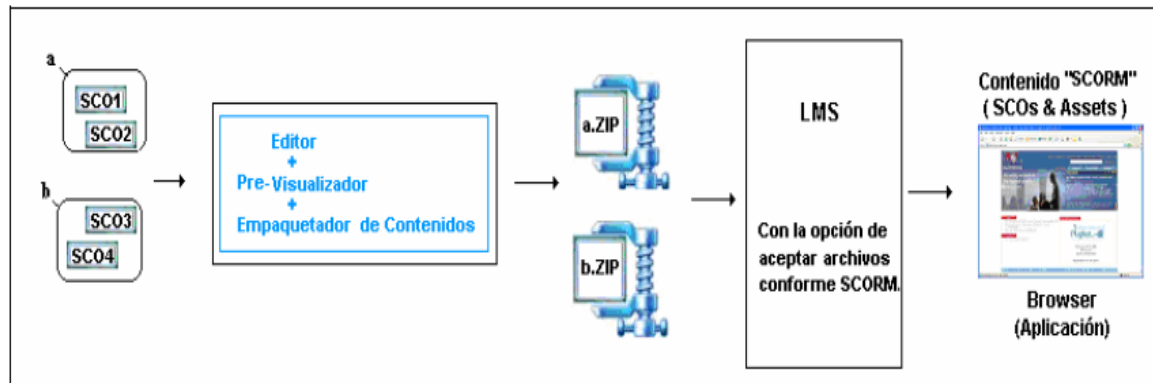 a
SCO1
SCO2
b
SCO3
SCO4
Editor
+
Pre-Visualizador
+
Empaquetador de Contenidos
a.ZIP
b.ZIP
LMS
Con la opción de
aceptar archivos
conforme SCORM.
Contenido "SCORM"
( SCOs & Assets )
Browser
(Aplicación)